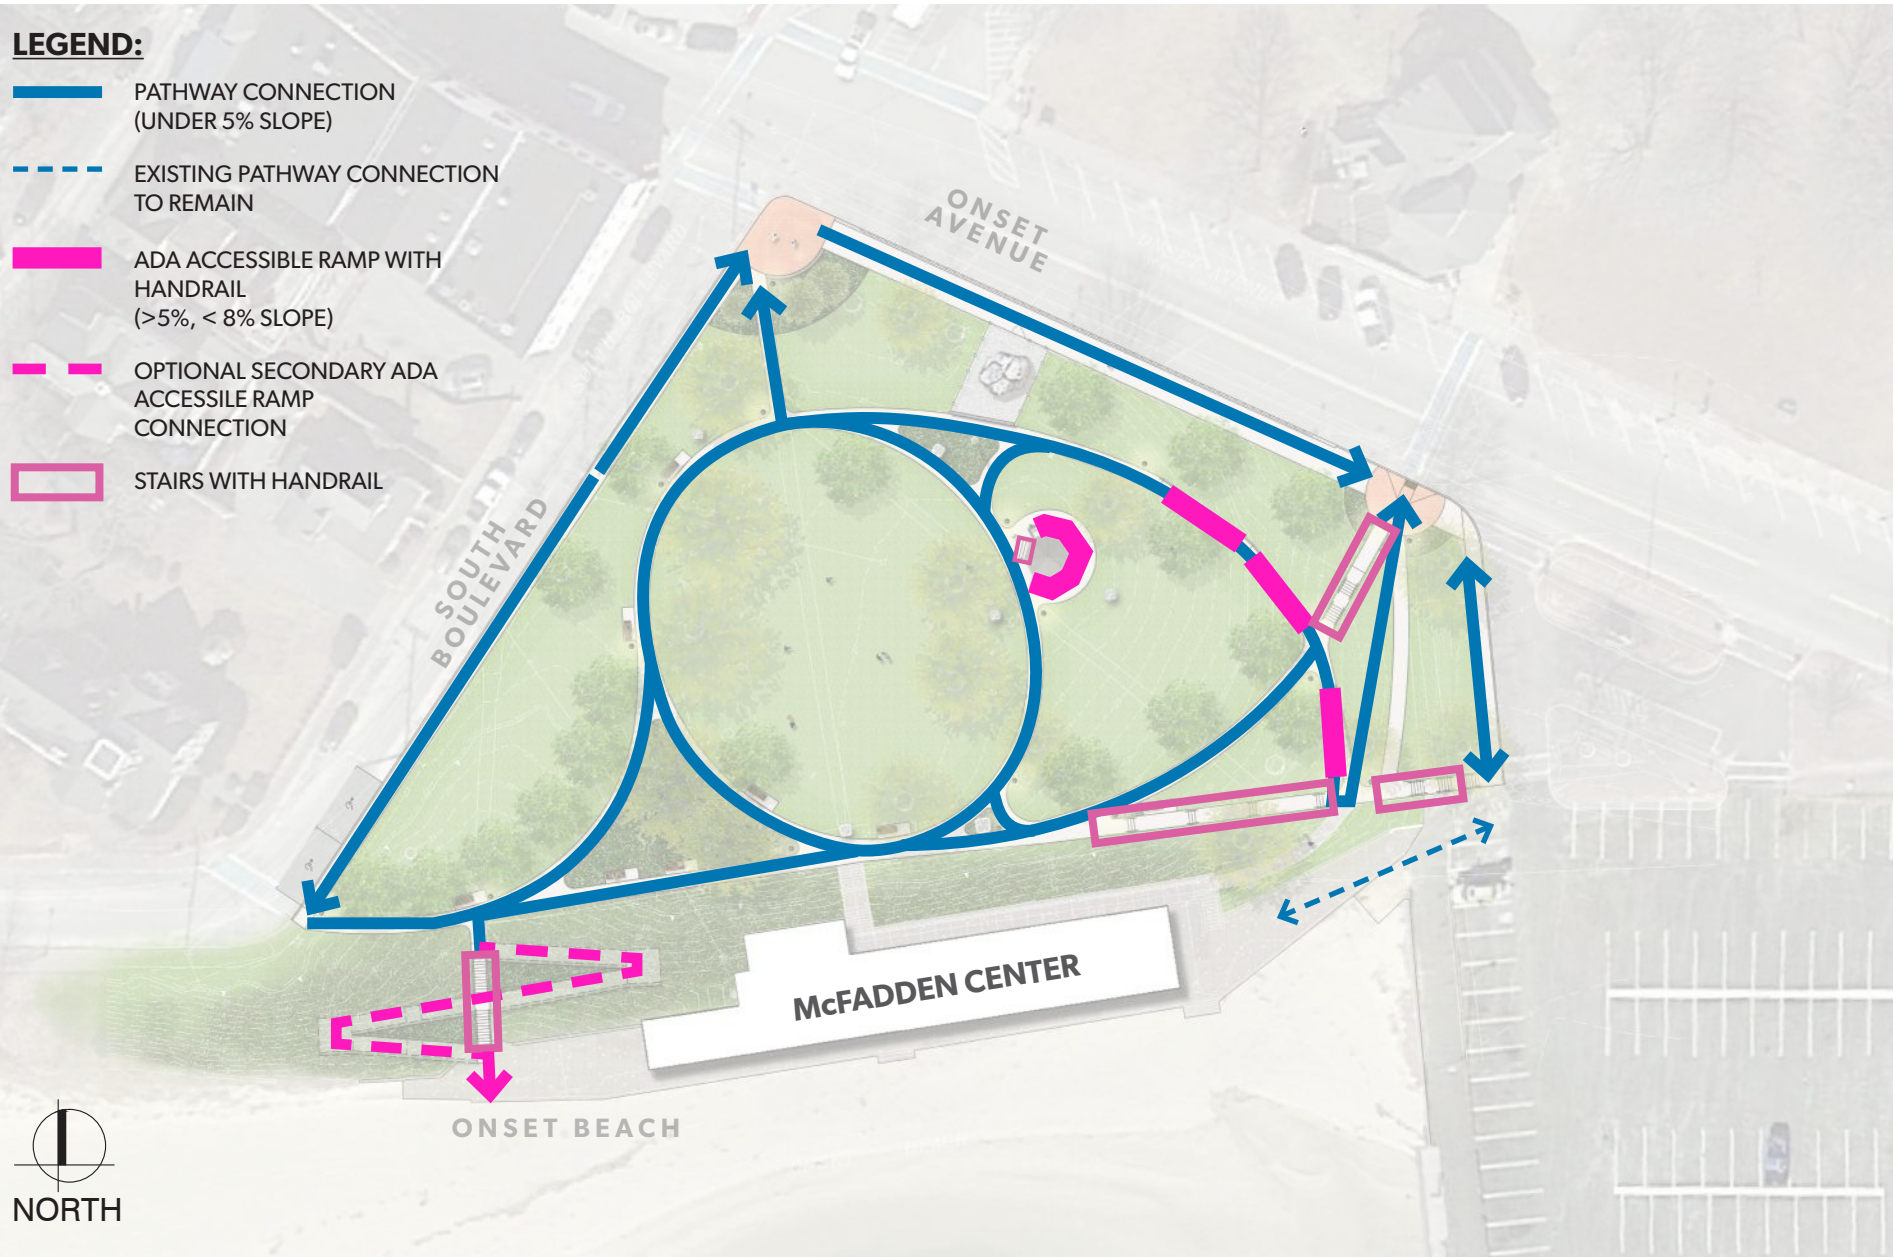 LEGEND:
PATHWAY CONNECTION
(UNDER 5% SLOPE)
EXISTING PATHWAY CONNECTION
TO REMAIN
ADA ACCESSIBLE RAMP WITH
HANDRAIL
(>5%, < 8% SLOPE)
OPTIONAL SECONDARY ADA
ACCESSILE RAMP
CONNECTION
STAIRS WITH HANDRAIL
ONSET
AVENUE
SOUTH
BOULEVARD
McFADDEN CENTER
ONSET BEACH
NORTH